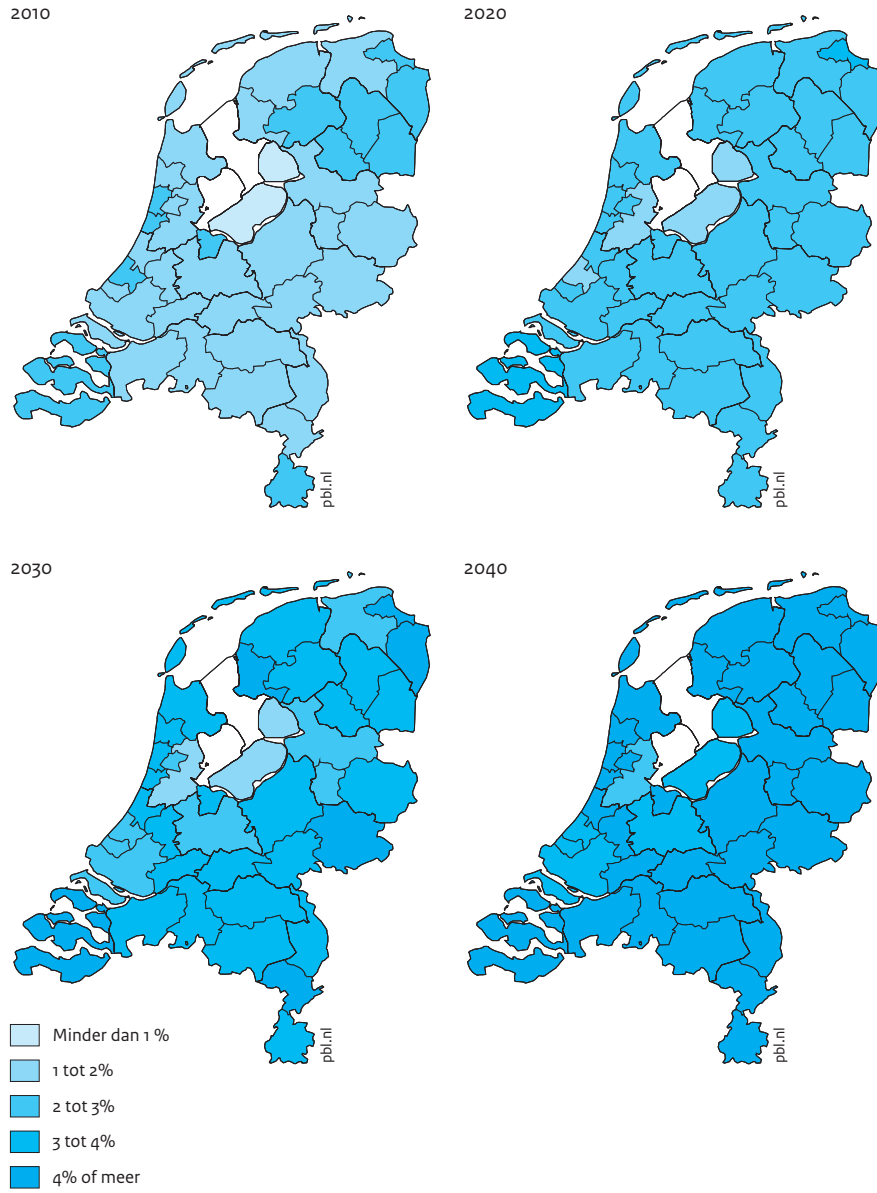 2010
2020
pbl.nl
pbl.nl
2030
2040
pbl.nl
pbl.nl
Minder dan 1 %
1 tot 2%
2 tot 3%
3 tot 4%
4% of meer